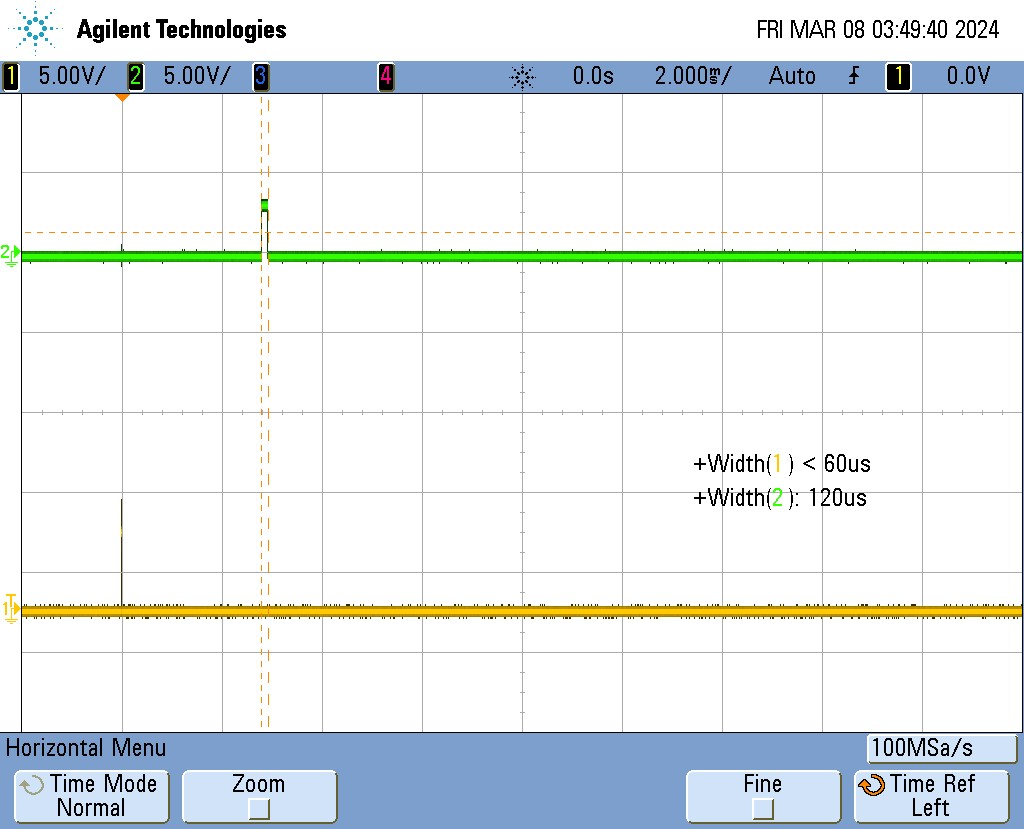 Agilent Technologies
FRI MAR 08 03:49:40 2024
1 5.00V/ 2 5.00V/ 3 4 0.0s 2.000ms/ Auto 1 0.0V
2
+Width(1) < 60us
+Width(2): 120us
T
1
Horizontal Menu
100MSa/s
Time Mode
Normal
Zoom
Fine
Time Ref
Left